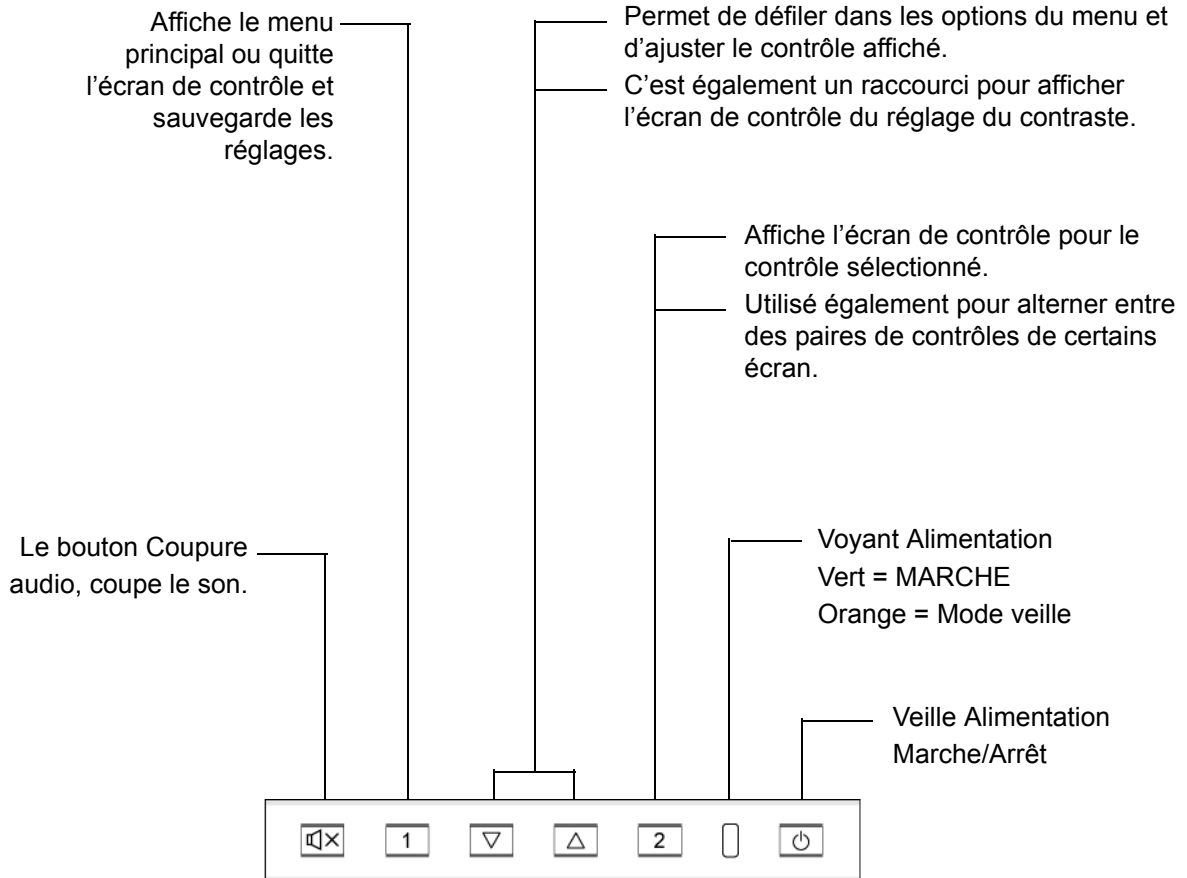 Affiche le menu
principal ou quitte
l’écran de contrôle et
sauvegarde les
réglages.
Permet de défiler dans les options du menu et
d’ajuster le contrôle affiché.
C’est également un raccourci pour afficher
l’écran de contrôle du réglage du contraste.
Affiche l’écran de contrôle pour le
contrôle sélectionné.
Utilisé également pour alterner entre
des paires de contrôles de certains
écran.
Le bouton Coupure
audio, coupe le son.
Voyant Alimentation
Vert = MARCHE
Orange = Mode veille
Veille Alimentation
Marche/Arrêt
1
2